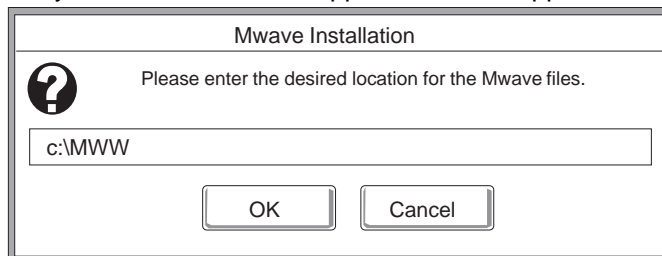 Mwave Installation
Please enter the desired location for the Mwave files.
c:\MWW
OK Cancel